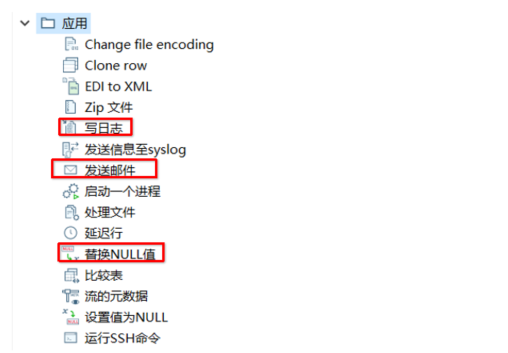 应用
Change file encoding
Clone row
EDI to XML
Zip 文件
写日志
发送信息至syslog
发送邮件
启动一个进程
处理文件
延迟行
替换NULL值
比较表
流的元数据
设置值为NULL
运行SSH命令